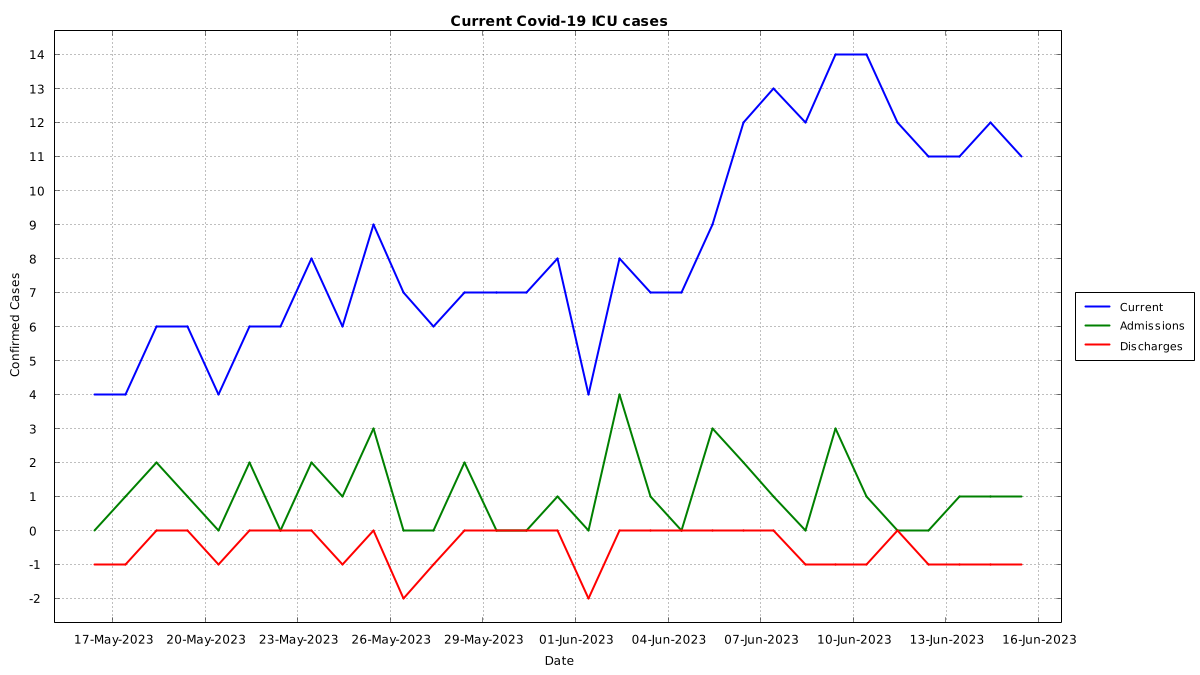 Current Covid-19 ICU cases
14
13
12
11
10
9
8
7
6
5
4
3
2
1
0
-1
-2
Confirmed Cases
17-May-2023 20-May-2023 23-May-2023 26-May-2023 29-May-2023 01-Jun-2023 04-Jun-2023 07-Jun-2023 10-Jun-2023 13-Jun-2023 16-Jun-2023
Date
Current
Admissions
Discharges